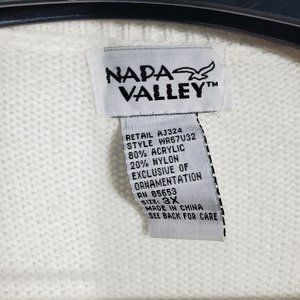 NAPA
VALLEY™
RETAIL AJ324
STYLE WR57U32
80% ACRYLIC
20% NYLON
EXCLUSIVE OF
ORNAMENTATION
RN 85653
SIZE: 3X
MADE IN CHINA
SEE BACK FOR CARE